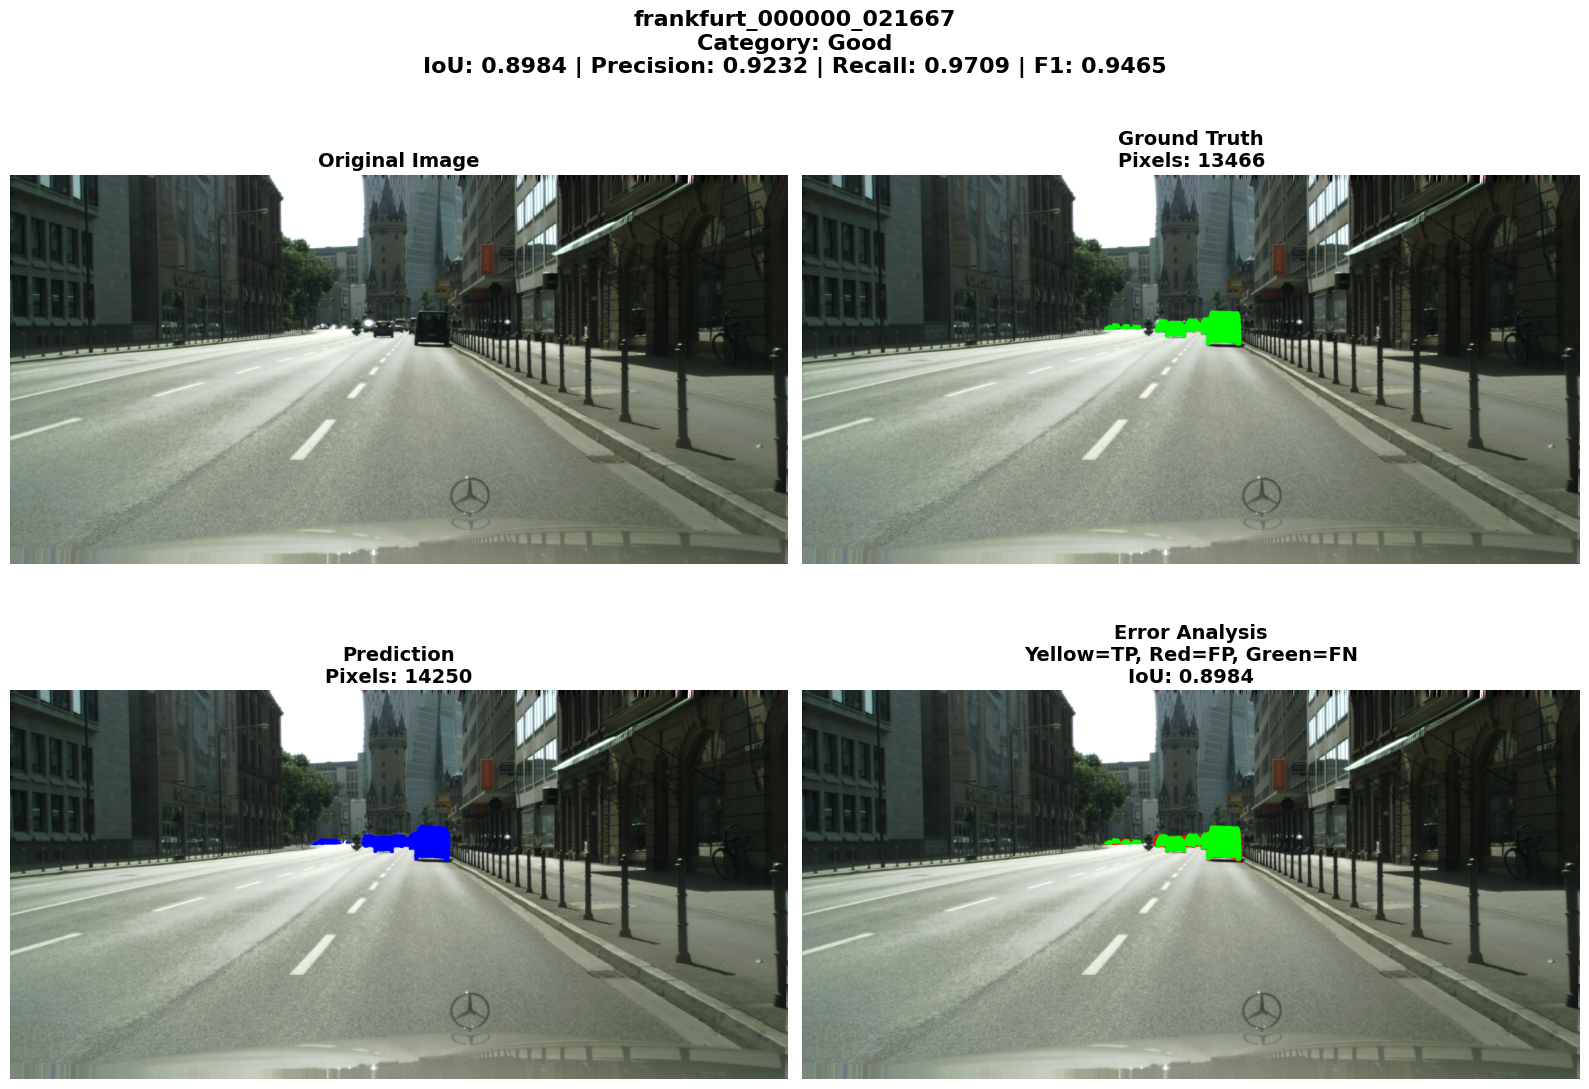 frankfurt_000000_021667
Category: Good
IoU: 0.8984 | Precision: 0.9232 | Recall: 0.9709 | F1: 0.9465
Original Image
Ground Truth
Pixels: 13466
Prediction
Pixels: 14250
Error Analysis
Yellow=TP, Red=FP, Green=FN
IoU: 0.8984